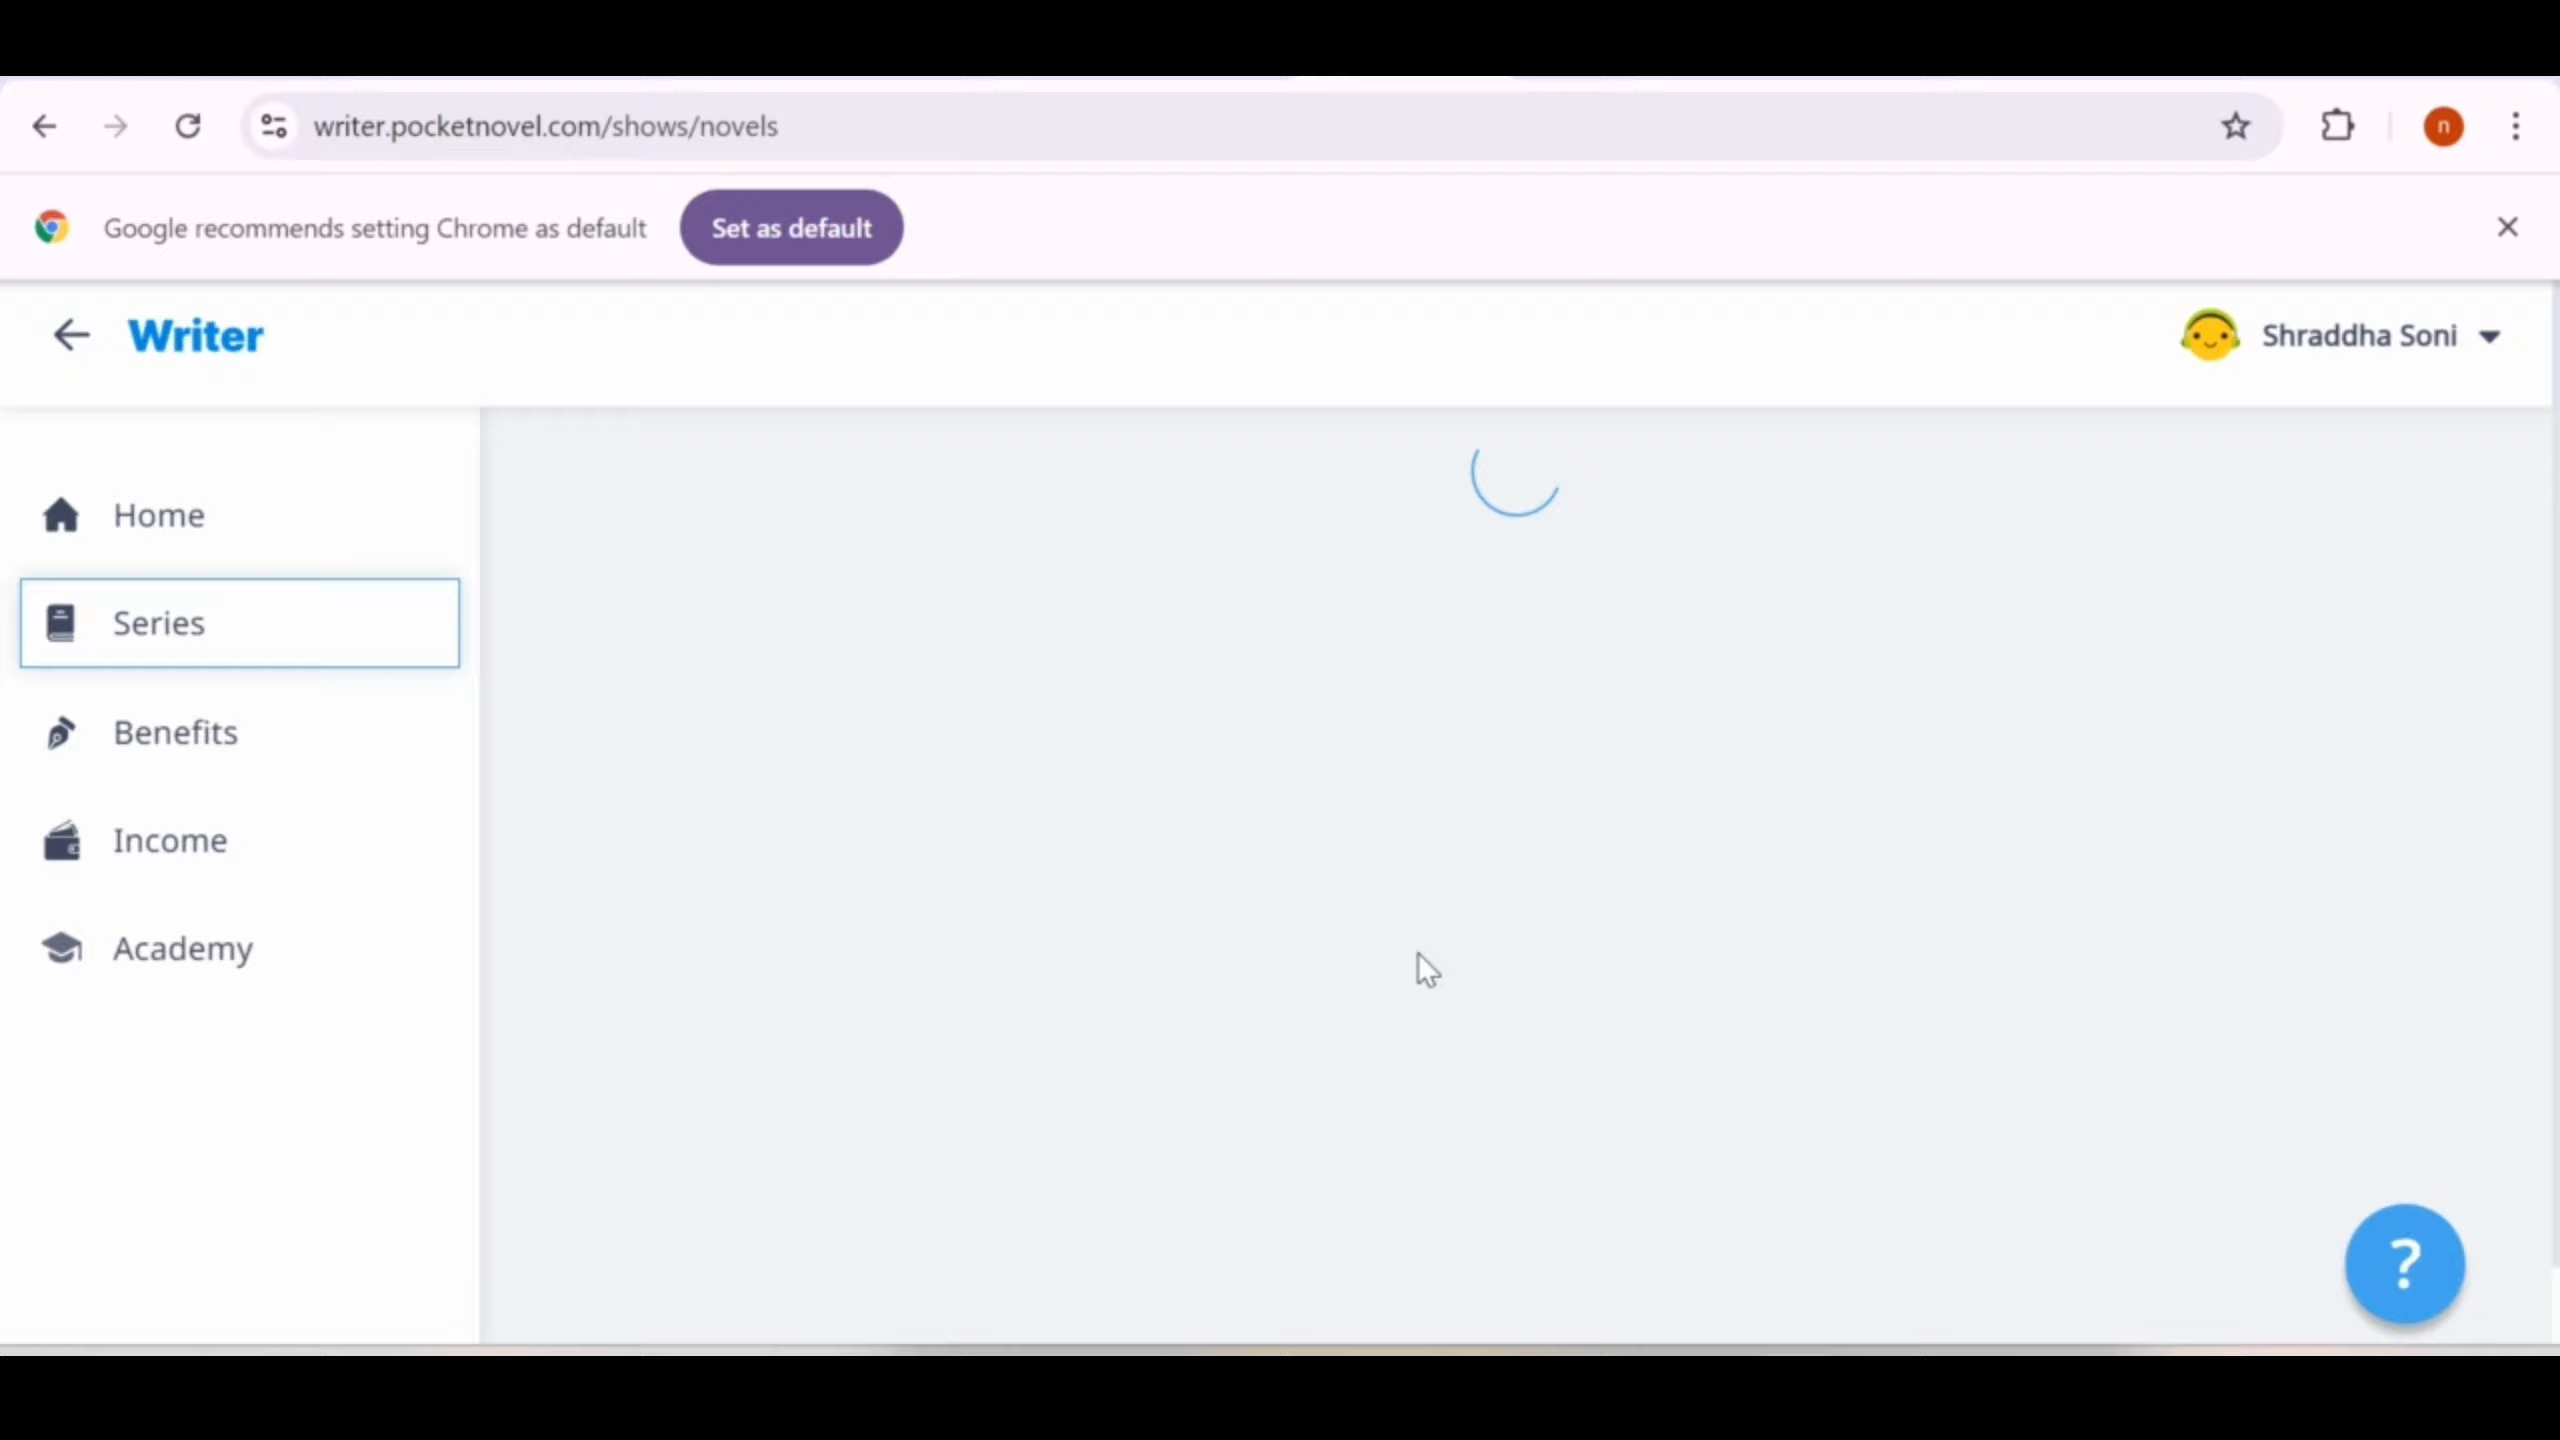 writer.pocketnovel.com/shows/novels
n
Google recommends setting Chrome as default
Set as default
Writer
Shraddha Soni
Home
Series
Benefits
Income
Academy
?